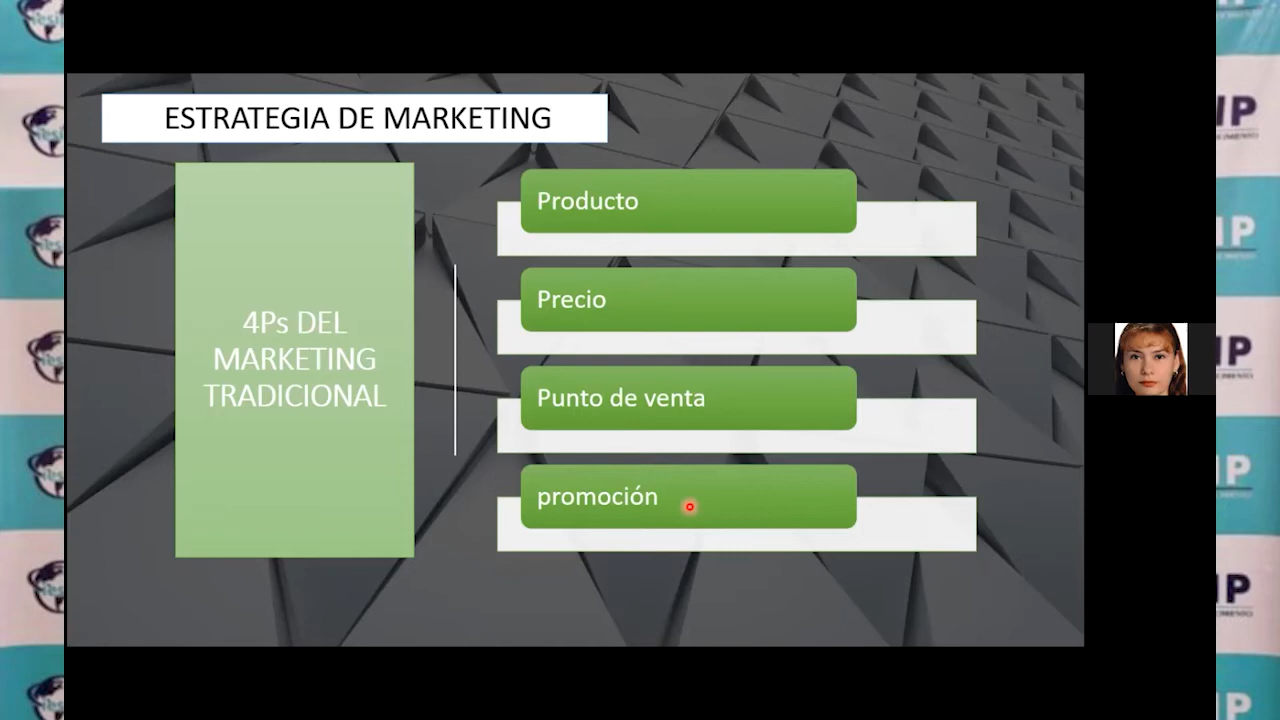 ESTRATEGIA DE MARKETING
4Ps DEL
MARKETING
TRADICIONAL
Producto
Precio
Punto de venta
promoción